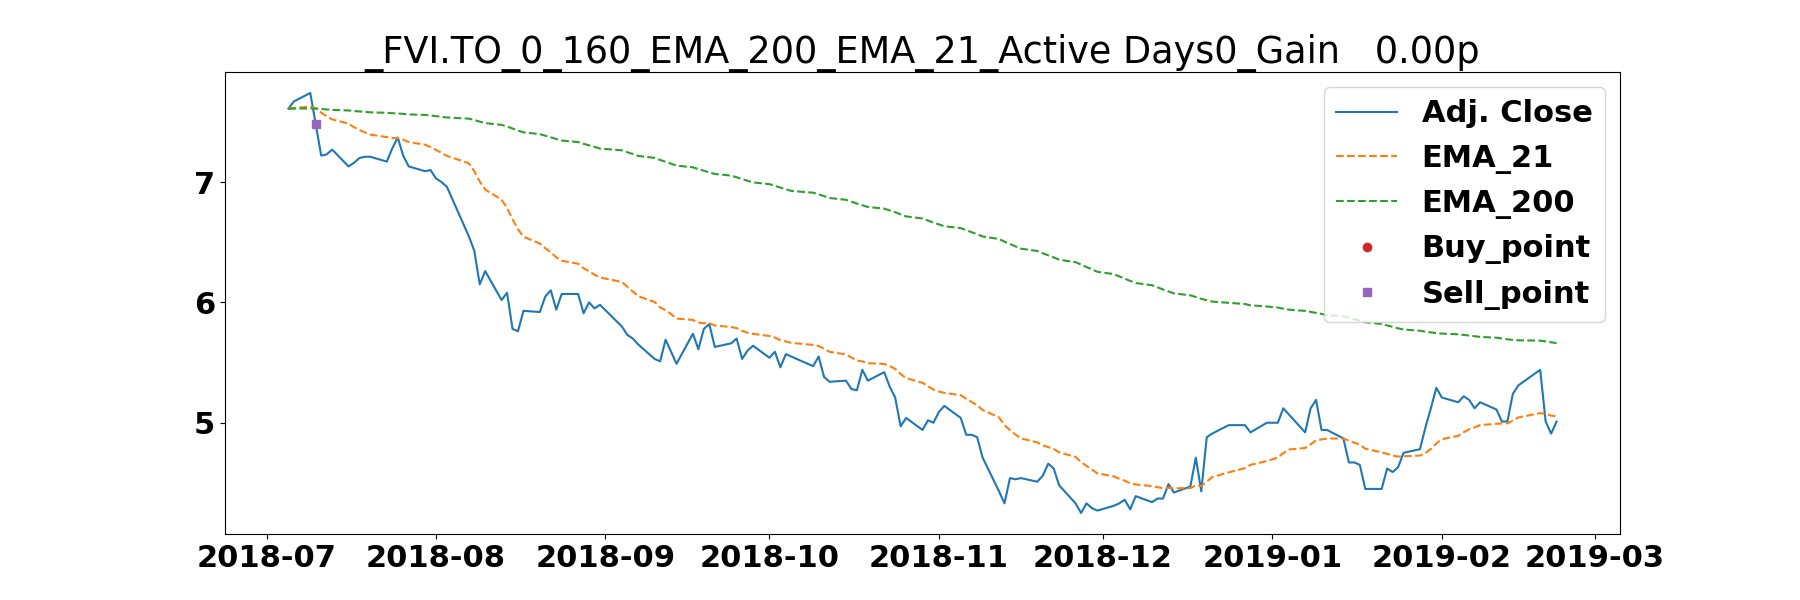 _FVI.TO_0_160_EMA_200_EMA_21_Active Days0_Gain   0.00p
Adj. Close
EMA_21
EMA_200
Buy_point
Sell_point
7
6
5
2018-07 2018-08 2018-09 2018-10 2018-11 2018-12 2019-01 2019-02 2019-03